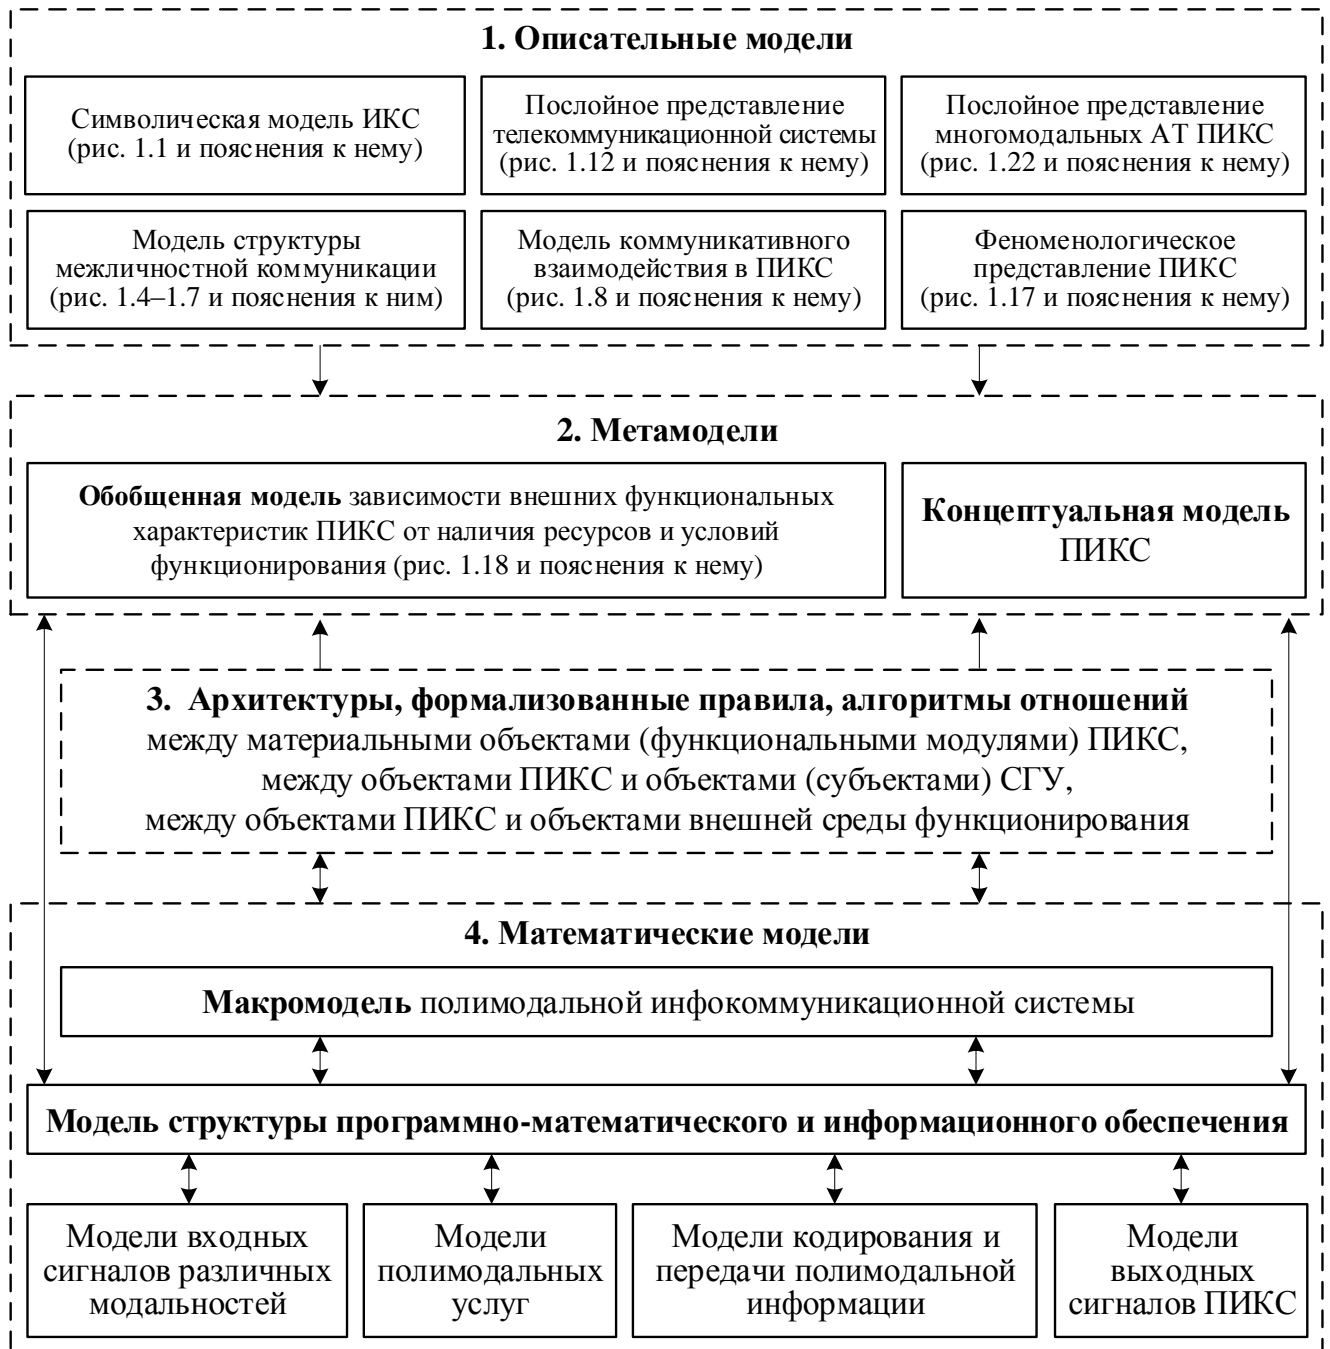 1. Описательные модели
Символическая модель ИКС
(рис. 1.1 и пояснения к нему)
Послойное представление
телекоммуникационной системы
(рис. 1.12 и пояснения к нему)
Послойное представление
многомодальных АТ ПИКС
(рис. 1.22 и пояснения к нему)
Модель структуры
межличностной коммуникации
(рис. 1.4–1.7 и пояснения к ним)
Модель коммуникативного
взаимодействия в ПИКС
(рис. 1.8 и пояснения к нему)
Феноменологическое
представление ПИКС
(рис. 1.17 и пояснения к нему)
2. Метамодели
Обобщенная модель зависимости внешних функциональных
характеристик ПИКС от наличия ресурсов и условий
функционирования (рис. 1.18 и пояснения к нему)
Концептуальная модель
ПИКС
3. Архитектуры, формализованные правила, алгоритмы отношений
между материальными объектами (функциональными модулями) ПИКС,
между объектами ПИКС и объектами (субъектами) СГУ,
между объектами ПИКС и объектами внешней среды функционирования
4. Математические модели
Макромодель полимодальной инфокоммуникационной системы
Модель структуры программно-математического и информационного обеспечения
Модели входных
сигналов различных
модальностей
Модели
полимодальных
услуг
Модели кодирования и
передачи полимодальной
информации
Модели
выходных
сигналов ПИКС